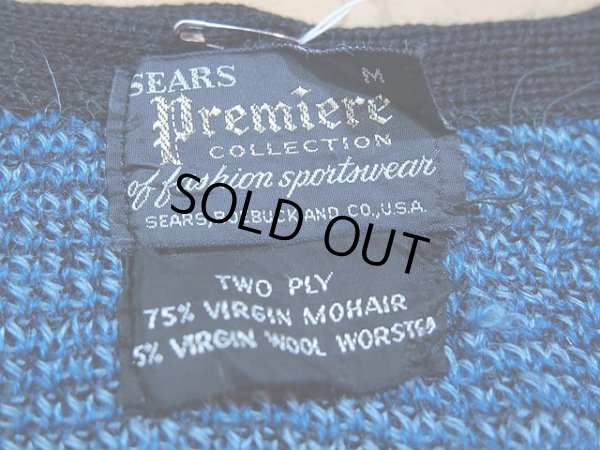 SEARS M
Premiere
COLLECTION
of fashion sportswear
SEARS, ROEBUCK AND CO., U.S.A.
SOLD OUT
TWO PLY
75% VIRGIN MOHAIR
5% VIRGIN WOOL WORSTED